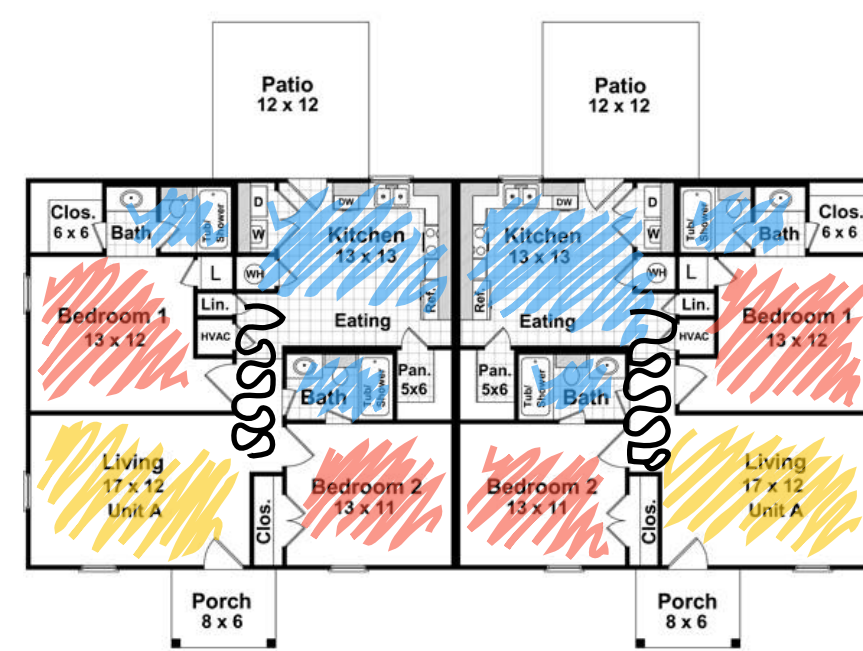 Patio
12 x 12
Patio
12 x 12
Clos.
6 x 6
Bath
Tub/
Shower
D
W
DW
Kitchen
13 x 13
Kitchen
13 x 13
DW
D
W
Tub/
Shower
Bath
Clos.
6 x 6
L
WH
Ref.
Ref.
WH
L
Bedroom 1
13 x 12
Lin.
HVAC
Eating
Eating
Lin.
HVAC
Bedroom 1
13 x 12
Bath
Tub/
Shower
Pan.
5x6
Pan.
5x6
Tub/
Shower
Bath
Living
17 x 12
Unit A
Clos.
Bedroom 2
13 x 11
Bedroom 2
13 x 11
Clos.
Living
17 x 12
Unit A
Porch
8 x 6
Porch
8 x 6